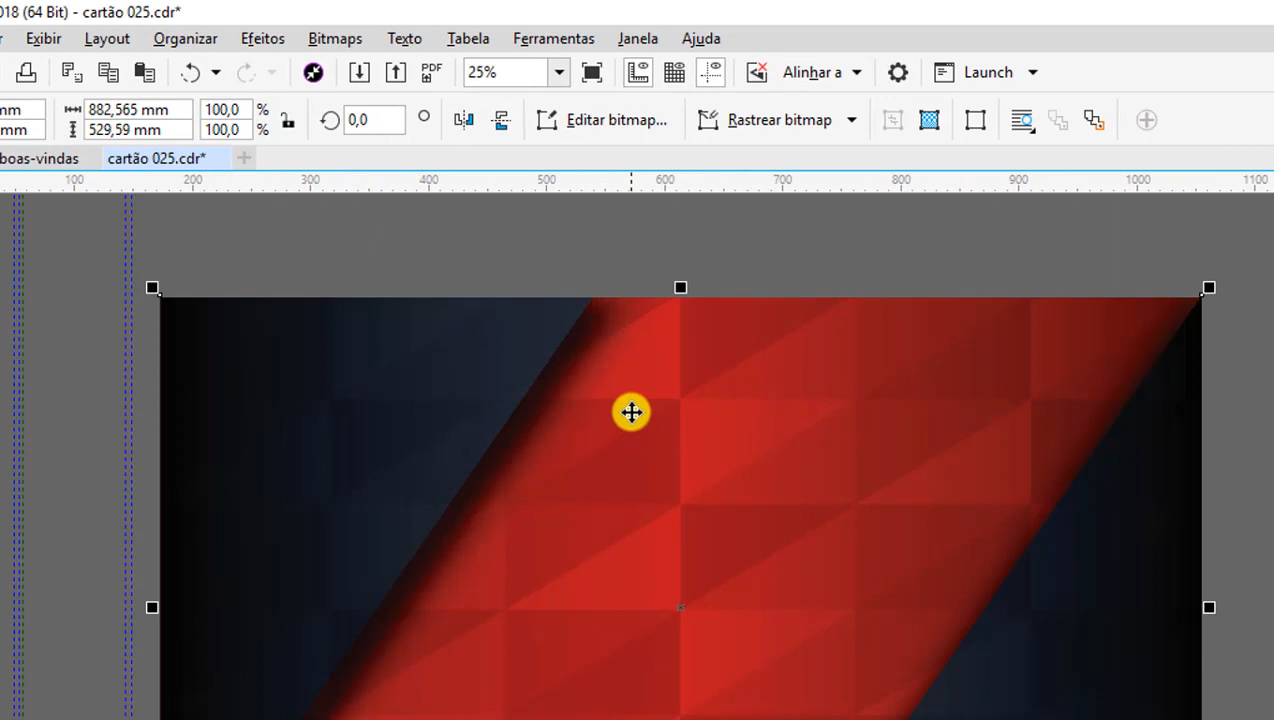 018 (64 Bit) - cartão 025.cdr*
Exibir Layout Organizar Efeitos Bitmaps Texto Tabela Ferramentas Janela Ajuda
PDF 25% Alinhar a Launch
mm 882,565 mm 100,0 %
mm 529,59 mm 100,0 %
0,0 Editar bitmap... Rastrear bitmap
boas-vindas cartão 025.cdr*
100 200 300 400 500 600 700 800 900 1000 1100